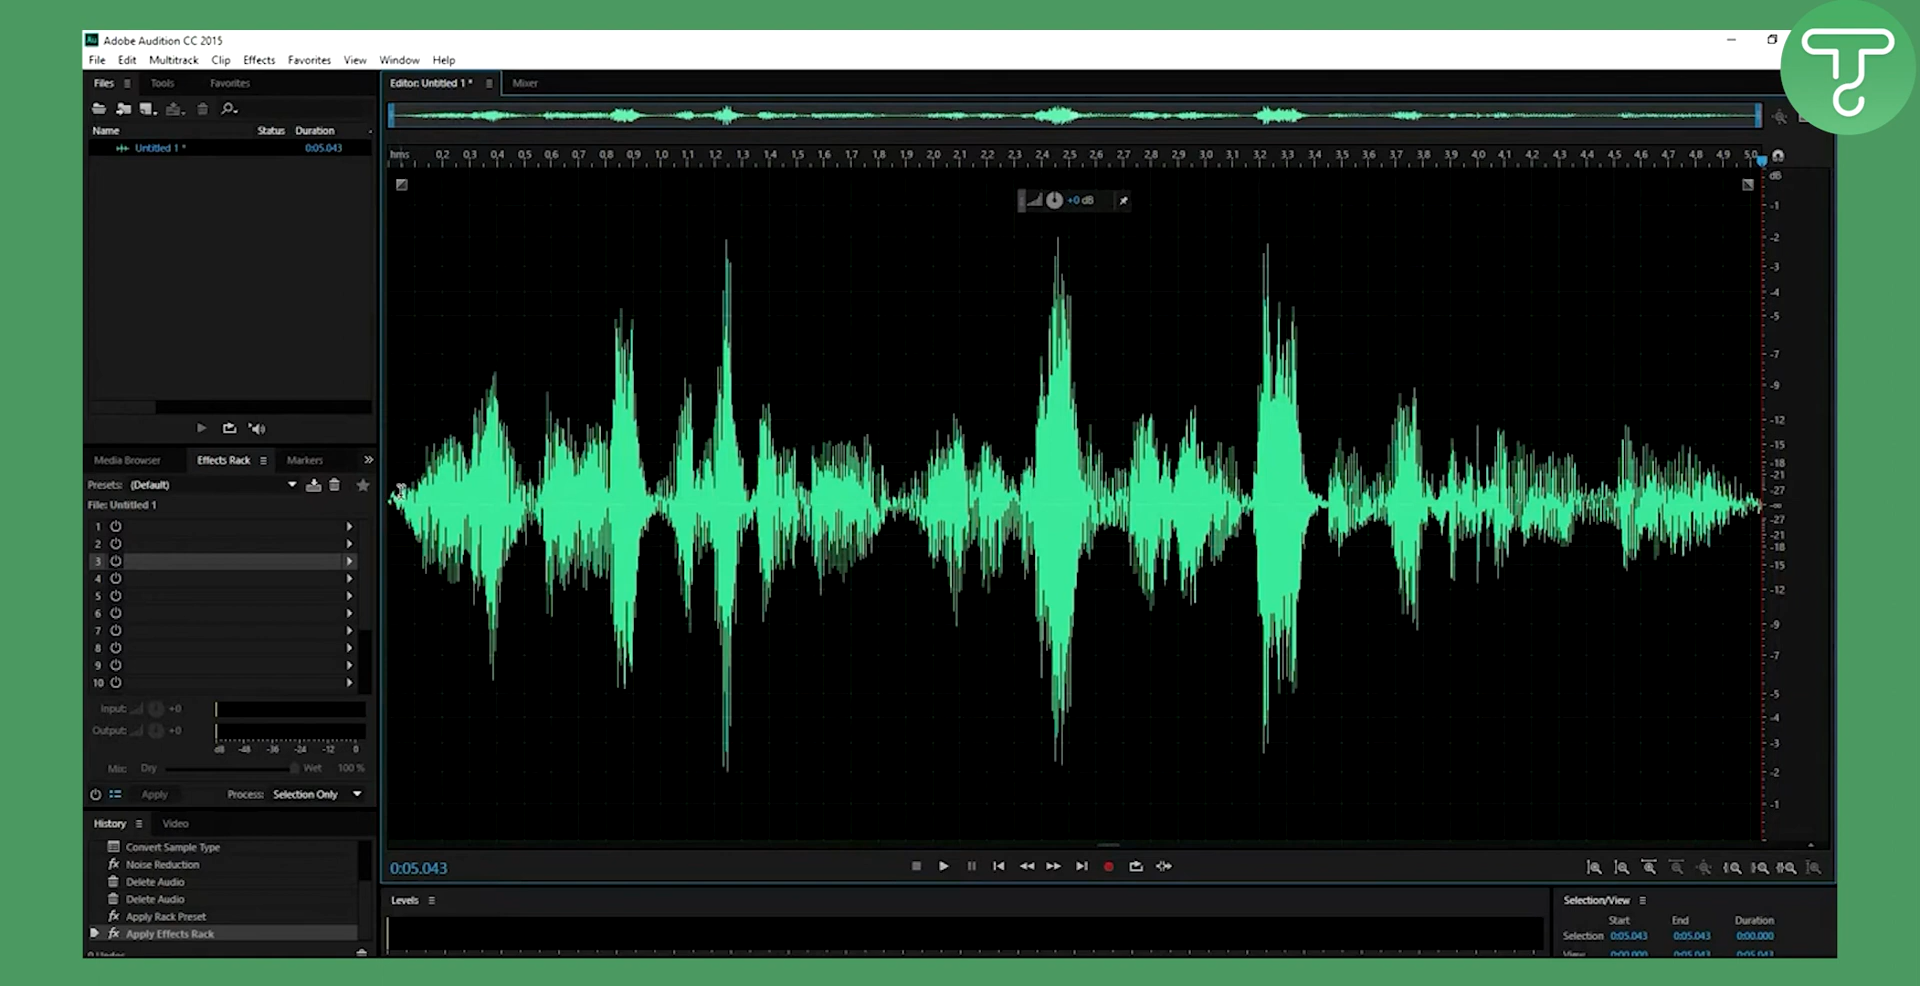 Adobe Audition CC 2015
File Edit Multitrack Clip Effects Favorites View Window Help
Files Tools Favorites
Name Status Duration
Untitled 1 * 0:05.043
Editor: Untitled 1 * Mixer
hms 0,2 0,3 0,4 0,5 0,6 0,7 0,8 0,9 1,0 1,1 1,2 1,3 1,4 1,5 1,6 1,7 1,8 1,9 2,0 2,1 2,2 2,3 2,4 2,5 2,6 2,7 2,8 2,9 3,0 3,1 3,2 3,3 3,4 3,5 3,6 3,7 3,8 3,9 4,0 4,1 4,2 4,3 4,4 4,5 4,6 4,7 4,8 4,9 5,0
+0 dB
dB
-1
-2
-3
-4
-5
-7
-9
-12
-15
-18
-21
-27
-∞
-27
-21
-18
-15
-12
-9
-7
-5
-4
-3
-2
-1
Media Browser Effects Rack Markers
Presets: (Default)
File: Untitled 1
1
2
3
4
5
6
7
8
9
10
Input: +0
Output: +0
dB -48 -36 -24 -12 0
Mix: Dry Wet 100 %
Apply Process: Selection Only
History Video
Convert Sample Type
fx Noise Reduction
Delete Audio
Delete Audio
fx Apply Rack Preset
fx Apply Effects Rack
0:05.043
Levels
Selection/View
Start End Duration
Selection 0:05.043 0:05.043 0:00.000
View 0:00.000 0:05.043 0:05.043